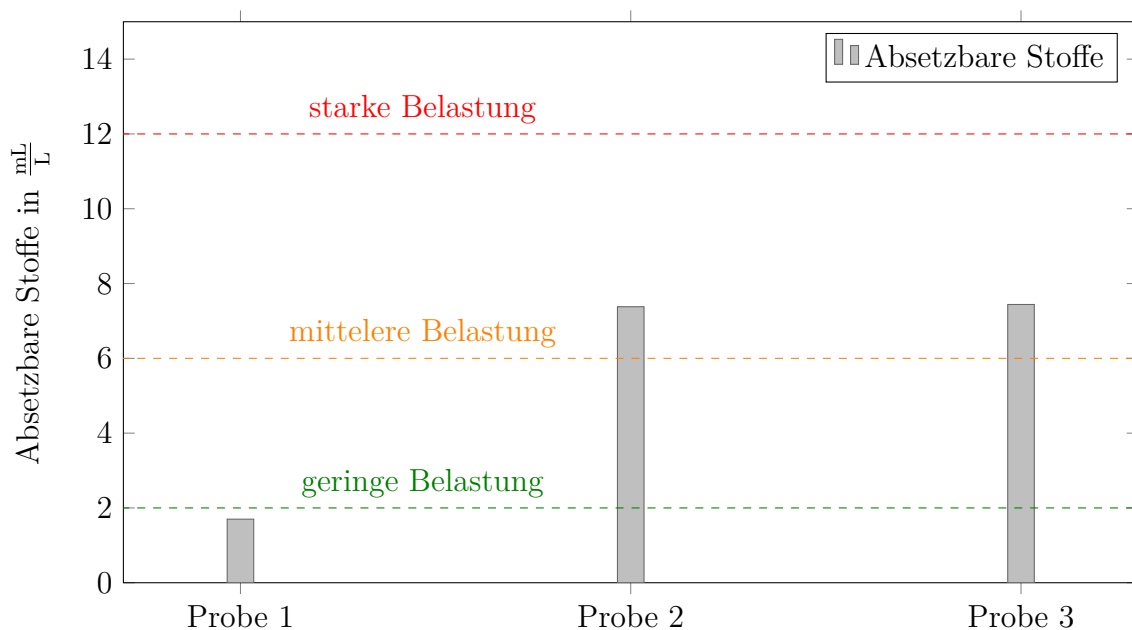 Absetzbare Stoffe in mL/L
14
12
10
8
6
4
2
0
Absetzbare Stoffe
starke Belastung
mittelere Belastung
geringe Belastung
Probe 1
Probe 2
Probe 3